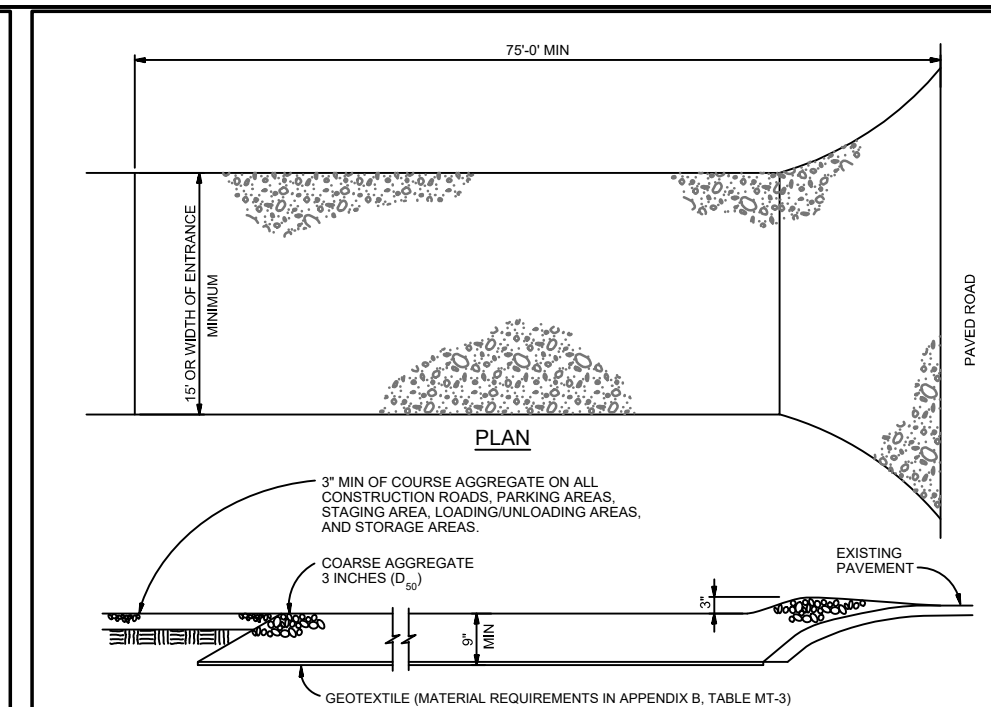 75'-0' MIN
15' OR WIDTH OF ENTRANCE
MINIMUM
PAVED ROAD
PLAN
3" MIN OF COURSE AGGREGATE ON ALL
CONSTRUCTION ROADS, PARKING AREAS,
STAGING AREA, LOADING/UNLOADING AREAS,
AND STORAGE AREAS.
COARSE AGGREGATE
3 INCHES (D50)
EXISTING
PAVEMENT
3"
9"
MIN
GEOTEXTILE (MATERIAL REQUIREMENTS IN APPENDIX B, TABLE MT-3)